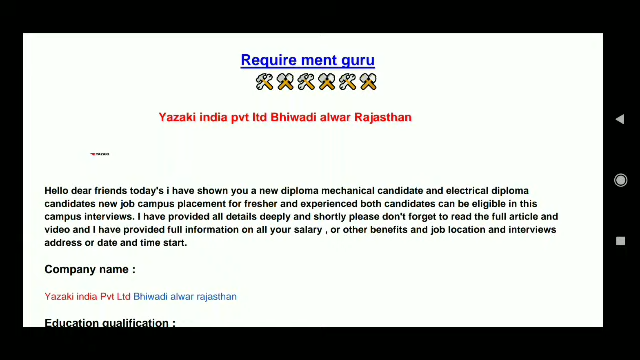 Require ment guru
Yazaki india pvt ltd Bhiwadi alwar Rajasthan
YAZAKI
Hello dear friends today's i have shown you a new diploma mechanical candidate and electrical diploma
candidates new job campus placement for fresher and experienced both candidates can be eligible in this
campus interviews. I have provided all details deeply and shortly please don't forget to read the full article and
video and I have provided full information on all your salary , or other benefits and job location and interviews
address or date and time start.
Company name :
Yazaki india Pvt Ltd Bhiwadi alwar rajasthan
Education qualification :